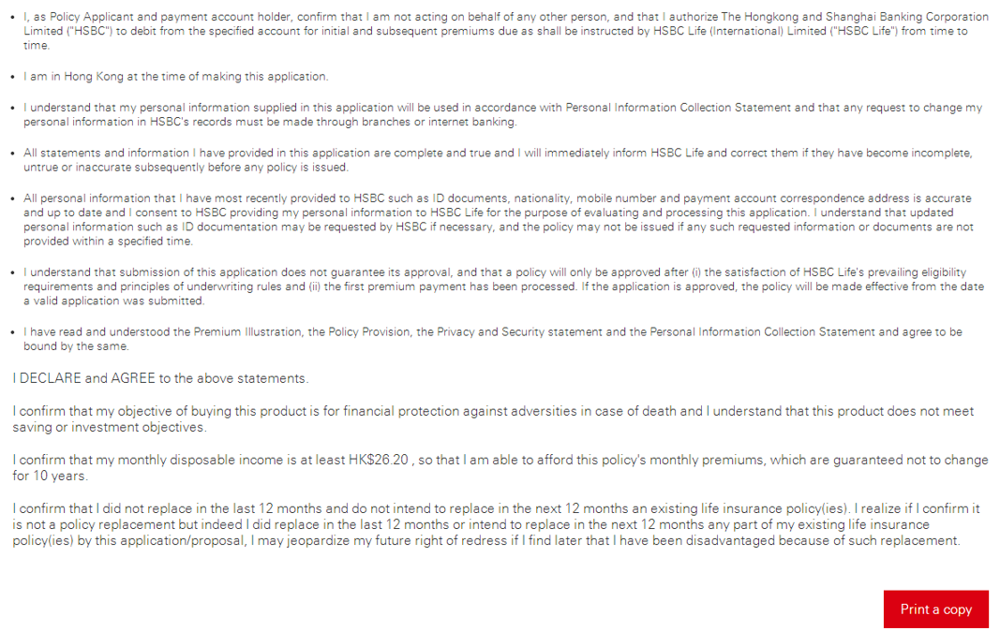 • I, as Policy Applicant and payment account holder, confirm that I am not acting on behalf of any other person, and that I authorize The Hongkong and Shanghai Banking Corporation
Limited ("HSBC") to debit from the specified account for initial and subsequent premiums due as shall be instructed by HSBC Life (International) Limited ("HSBC Life") from time to
time.
• I am in Hong Kong at the time of making this application.
• I understand that my personal information supplied in this application will be used in accordance with Personal Information Collection Statement and that any request to change my
personal information in HSBC's records must be made through branches or internet banking.
• All statements and information I have provided in this application are complete and true and I will immediately inform HSBC Life and correct them if they have become incomplete,
untrue or inaccurate subsequently before any policy is issued.
• All personal information that I have most recently provided to HSBC such as ID documents, nationality, mobile number and payment account correspondence address is accurate
and up to date and I consent to HSBC providing my personal information to HSBC Life for the purpose of evaluating and processing this application. I understand that updated
personal information such as ID documentation may be requested by HSBC if necessary, and the policy may not be issued if any such requested information or documents are not
provided within a specified time.
• I understand that submission of this application does not guarantee its approval, and that a policy will only be approved after (i) the satisfaction of HSBC Life's prevailing eligibility
requirements and principles of underwriting rules and (ii) the first premium payment has been processed. If the application is approved, the policy will be made effective from the date
a valid application was submitted.
• I have read and understood the Premium Illustration, the Policy Provision, the Privacy and Security statement and the Personal Information Collection Statement and agree to be
bound by the same.
I DECLARE and AGREE to the above statements.
I confirm that my objective of buying this product is for financial protection against adversities in case of death and I understand that this product does not meet
saving or investment objectives.
I confirm that my monthly disposable income is at least HK$26.20 , so that I am able to afford this policy's monthly premiums, which are guaranteed not to change
for 10 years.
I confirm that I did not replace in the last 12 months and do not intend to replace in the next 12 months an existing life insurance policy(ies). I realize if I confirm it
is not a policy replacement but indeed I did replace in the last 12 months or intend to replace in the next 12 months any part of my existing life insurance
policy(ies) by this application/proposal, I may jeopardize my future right of redress if I find later that I have been disadvantaged because of such replacement.
Print a copy